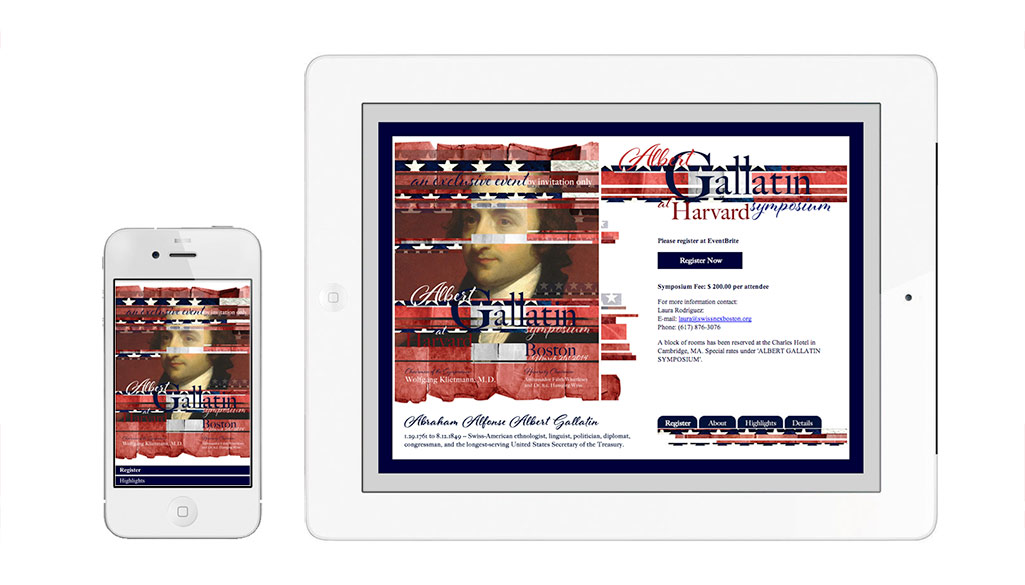 an exclusive event by invitation only
Albert
Gallatin
at
symposium
Harvard
Boston
Wolfgang Klietmann, M.D.
Register
Highlights
an exclusive event by invitation only
Albert
Gallatin
at
symposium
Harvard
Boston
Wolfgang Klietmann, M.D.
Abraham Alfonse Albert Gallatin
1.29.1761 to 8.12.1849 – Swiss-American ethnologist, linguist, politician, diplomat,
congressman, and the longest-serving United States Secretary of the Treasury.
Albert
Gallatin
at Harvard symposium
Please register at EventBrite
Register Now
Symposium Fee: $ 200.00 per attendee
For more information contact:
Laura Rodriguez:
E-mail: laura@swissnexboston.org
Phone: (617) 876-3076
A block of rooms has been reserved at the Charles Hotel in
Cambridge, MA. Special rates under 'ALBERT GALLATIN
SYMPOSIUM'.
Register About Highlights Details